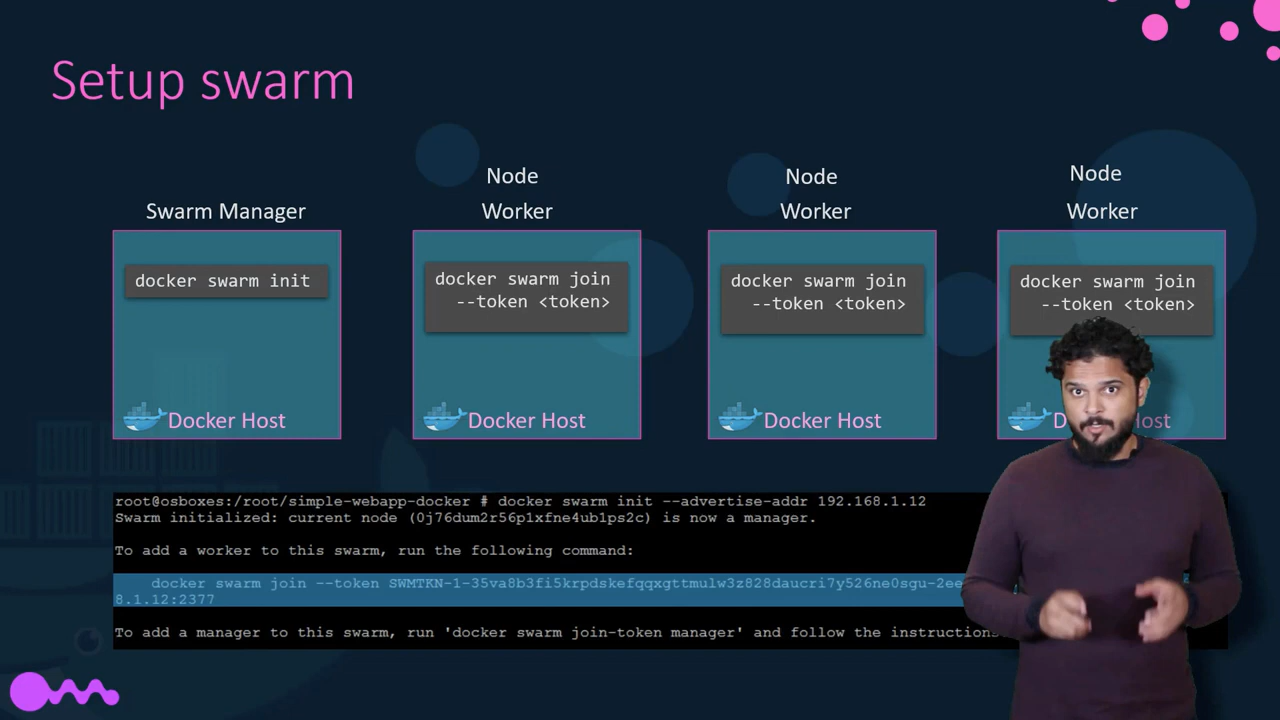 Setup swarm
Node
Node
Node
Swarm Manager
Worker
Worker
Worker
docker swarm init
docker swarm join
--token <token>
docker swarm join
--token <token>
docker swarm join
--token <token>
Docker Host
Docker Host
Docker Host
Host
root@osboxes:/root/simple-webapp-docker # docker swarm init --advertise-addr 192.168.1.12
Swarm initialized: current node (0j76dum2r56p1xfne4ub1ps2c) is now a manager.
To add a worker to this swarm, run the following command:
docker swarm join --token SWMTKN-1-35va8b3fi5krpdskefqqxgttmulw3z828daucri7y526ne0sgu-2ee
8.1.12:2377
To add a manager to this swarm, run 'docker swarm join-token manager' and follow the instructions